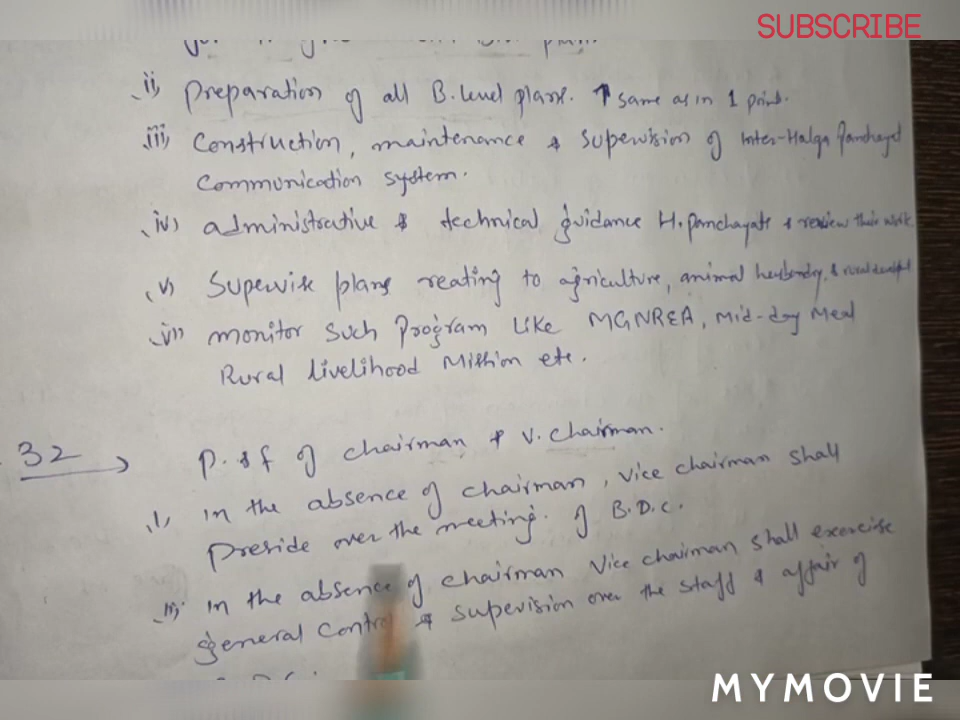 SUBSCRIBE
ii) Preparation of all B.level plans. ↑ same as in 1 point.
iii) Construction, maintenance & supervision of Inter-Halqa Panchayat
Communication system.
iv) administrative & technical guidance H. Panchayats & review their work.
v) Supervise plans reating to agriculture, animal husbandry, &
vi) monitor such Program Like MGNREA, Mid-day Meal
Rural livelihood Mission etc.
32 → P. & f of chairman & V. Chairman.
i) in the absence of chairman, vice chairman shall
Preside over the meeting. of B.D.C.
ii) in the absence of chairman Vice chairman shall exercise
general control & supevision over the staff & affair of
MYMOVIE